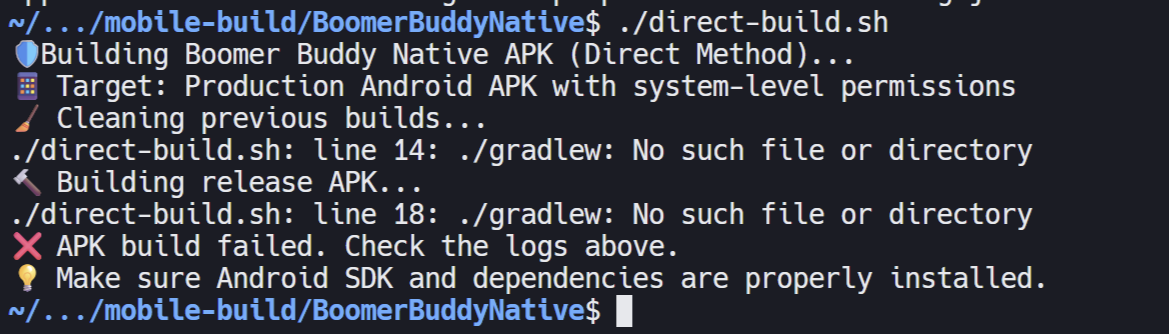 ~/.../mobile-build/BoomerBuddyNative$ ./direct-build.sh
🛡️Building Boomer Buddy Native APK (Direct Method)...
📱 Target: Production Android APK with system-level permissions
🧹 Cleaning previous builds...
./direct-build.sh: line 14: ./gradlew: No such file or directory
🔨 Building release APK...
./direct-build.sh: line 18: ./gradlew: No such file or directory
❌ APK build failed. Check the logs above.
💡 Make sure Android SDK and dependencies are properly installed.
~/.../mobile-build/BoomerBuddyNative$